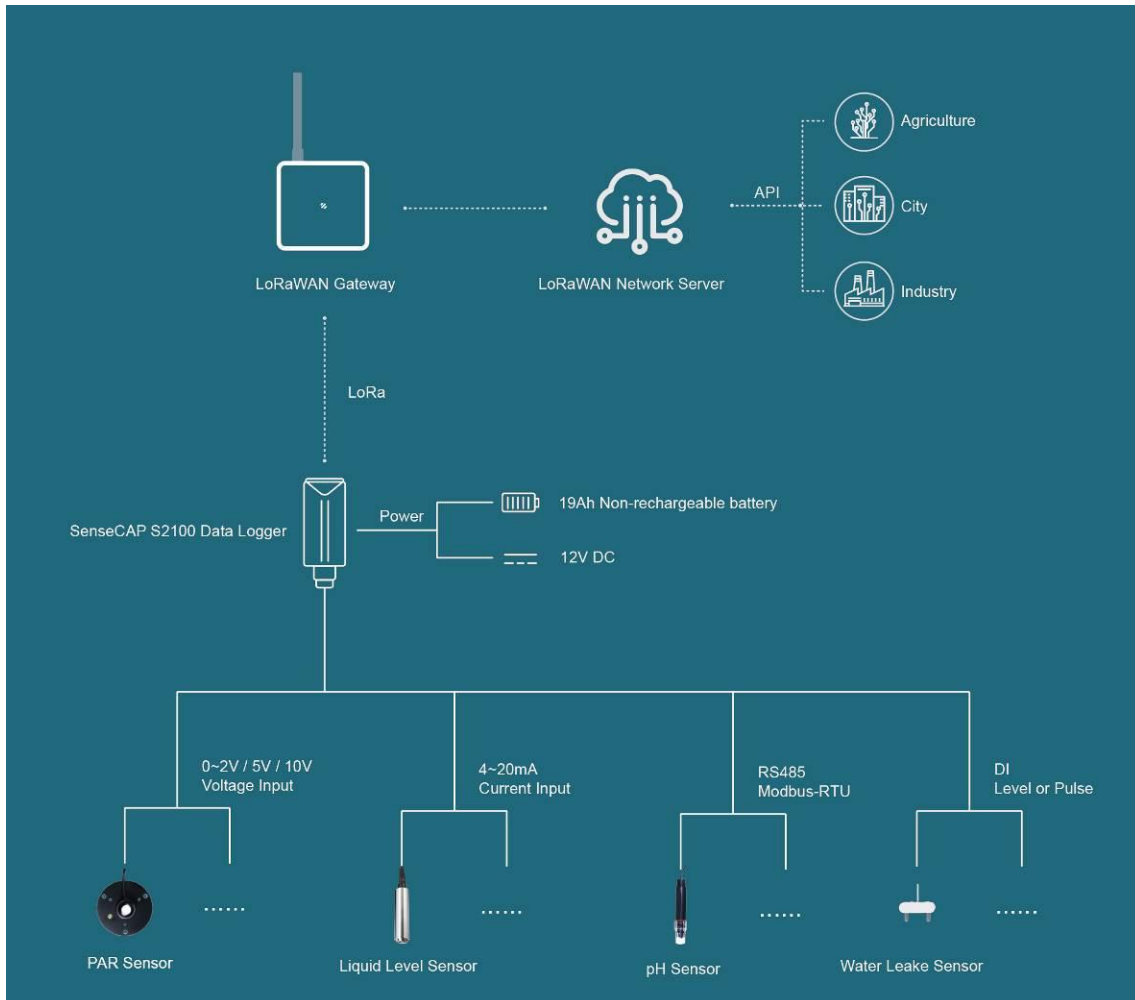 Agriculture
API
City
LoRaWAN Gateway
LoRaWAN Network Server
Industry
LoRa
SenseCAP S2100 Data Logger
Power
19Ah Non-rechargeable battery
12V DC
0~2V / 5V / 10V
Voltage Input
4~20mA
Current Input
RS485
Modbus-RTU
DI
Level or Pulse
PAR Sensor
Liquid Level Sensor
pH Sensor
Water Leake Sensor